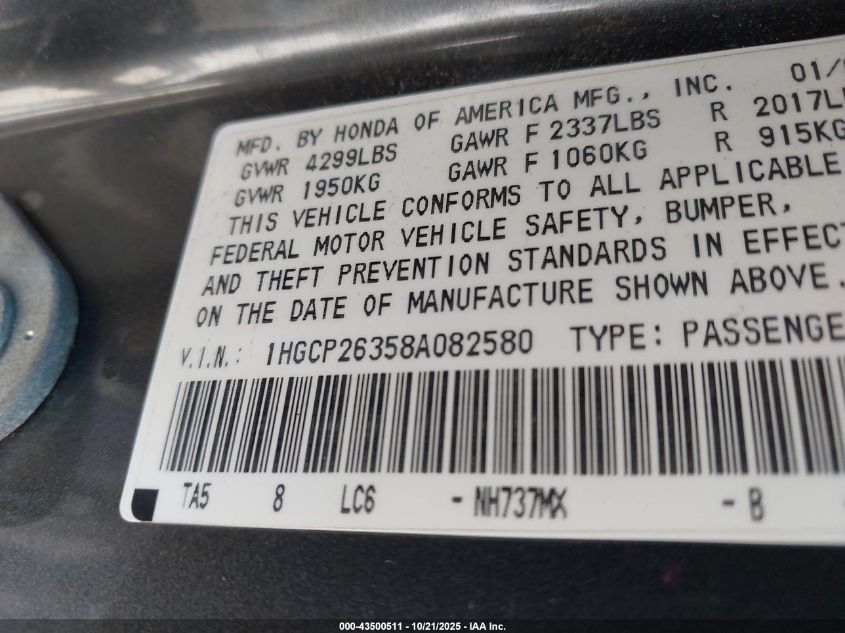 MFD. BY HONDA OF AMERICA MFG., INC. 01/
GVWR 4299LBS GAWR F 2337LBS R 2017L
GVWR 1950KG GAWR F 1060KG R 915KG
THIS VEHICLE CONFORMS TO ALL APPLICABLE
FEDERAL MOTOR VEHICLE SAFETY, BUMPER,
AND THEFT PREVENTION STANDARDS IN EFFECT
ON THE DATE OF MANUFACTURE SHOWN ABOVE.
V.I.N.: 1HGCP26358A082580 TYPE: PASSENGE
TA5 8 LC6 - NH737MX - B
000-43500511 - 10/21/2025 - IAA Inc.